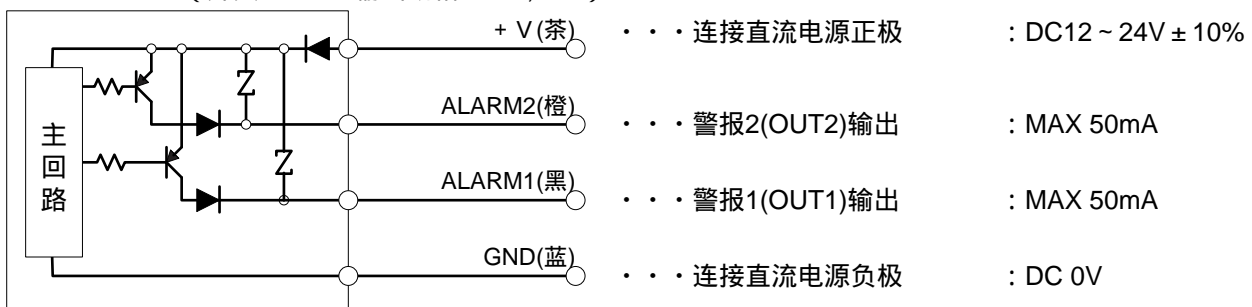 + V(茶) ・・・连接直流电源正极 : DC12 ~ 24V ± 10%
ALARM2(橙) ・・・警报2(OUT2)输出 : MAX 50mA
主回路
ALARM1(黑) ・・・警报1(OUT1)输出 : MAX 50mA
GND(蓝) ・・・连接直流电源负极 : DC 0V